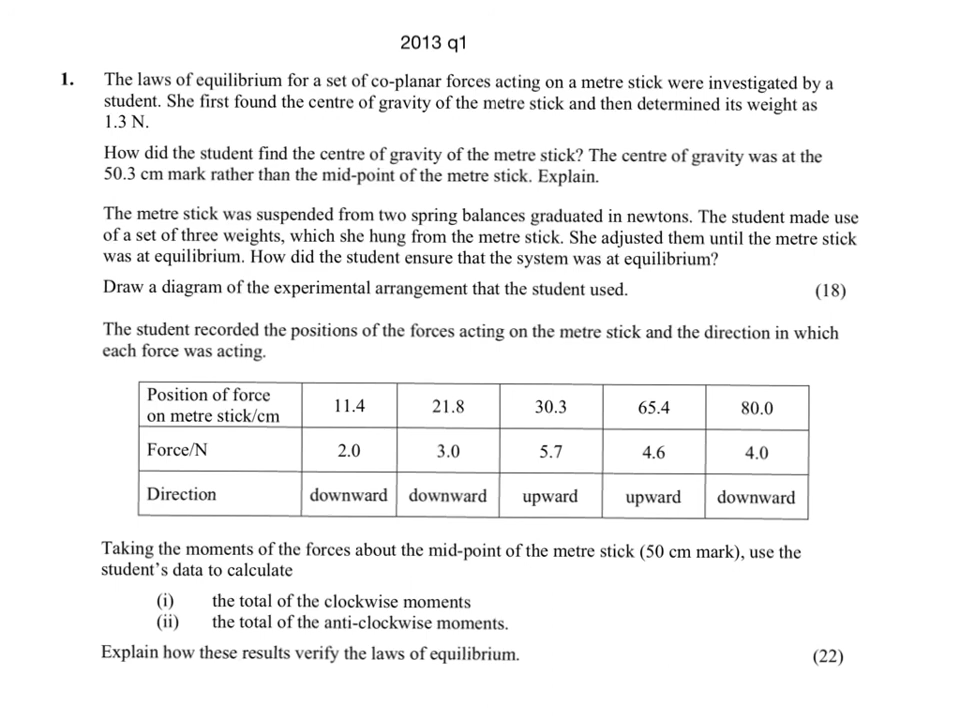 2013 q1
1. The laws of equilibrium for a set of co-planar forces acting on a metre stick were investigated by a
student. She first found the centre of gravity of the metre stick and then determined its weight as
1.3 N.
How did the student find the centre of gravity of the metre stick? The centre of gravity was at the
50.3 cm mark rather than the mid-point of the metre stick. Explain.
The metre stick was suspended from two spring balances graduated in newtons. The student made use
of a set of three weights, which she hung from the metre stick. She adjusted them until the metre stick
was at equilibrium. How did the student ensure that the system was at equilibrium?
Draw a diagram of the experimental arrangement that the student used. (18)
The student recorded the positions of the forces acting on the metre stick and the direction in which
each force was acting.
Position of force
on metre stick/cm 11.4 21.8 30.3 65.4 80.0
Force/N 2.0 3.0 5.7 4.6 4.0
Direction downward downward upward upward downward
Taking the moments of the forces about the mid-point of the metre stick (50 cm mark), use the
student's data to calculate
(i) the total of the clockwise moments
(ii) the total of the anti-clockwise moments.
Explain how these results verify the laws of equilibrium. (22)